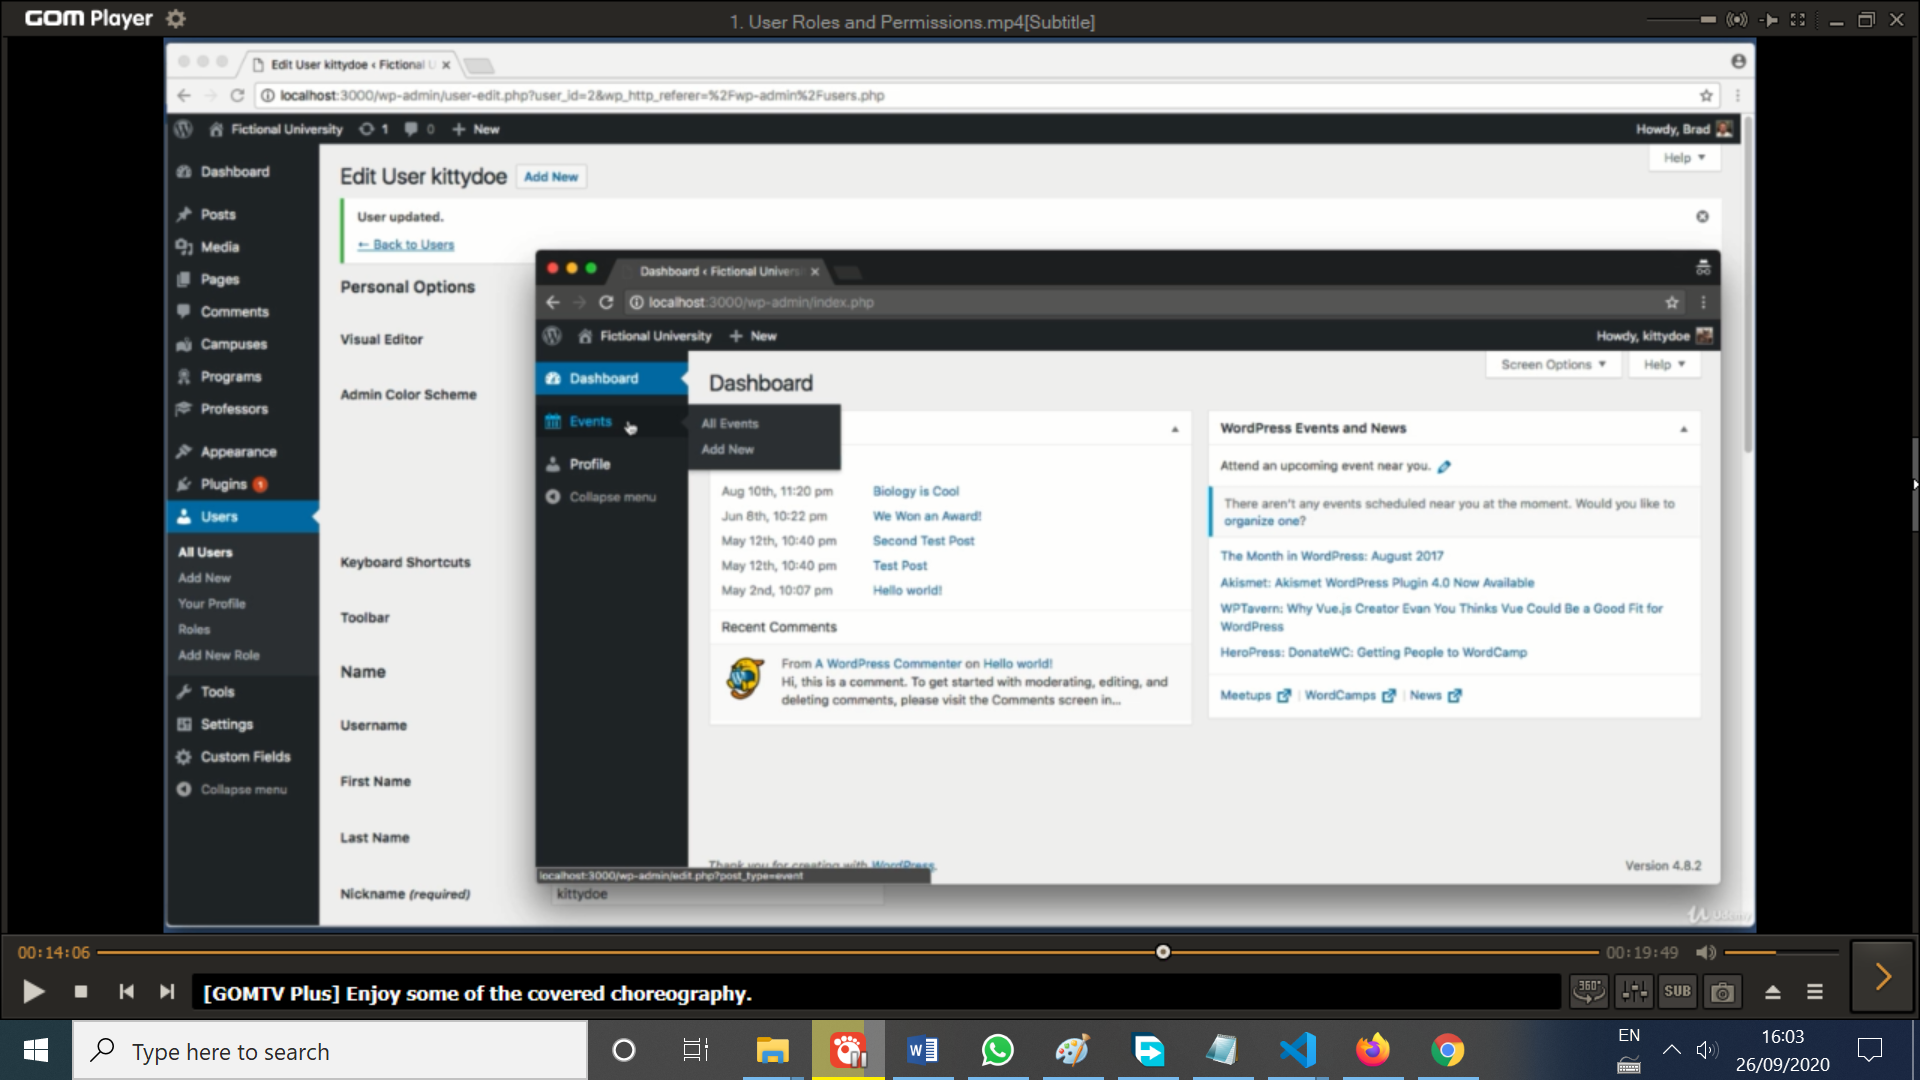 GOM Player
1. User Roles and Permissions.mp4[Subtitle]
Edit User kittydoe ‹ Fictional U
localhost:3000/wp-admin/user-edit.php?user_id=2&wp_http_referer=%2Fwp-admin%2Fusers.php
Fictional University 1 0 + New
Howdy, Brad
Help
Dashboard
Posts
Media
Pages
Comments
Campuses
Programs
Professors
Appearance
Plugins 1
Users
All Users
Add New
Your Profile
Roles
Add New Role
Tools
Settings
Custom Fields
Collapse menu
Edit User kittydoe Add New
User updated.
← Back to Users
Personal Options
Visual Editor
Admin Color Scheme
Keyboard Shortcuts
Toolbar
Name
Username
First Name
Last Name
Nickname (required)
kittydoe
Dashboard ‹ Fictional Univers
localhost:3000/wp-admin/index.php
Fictional University + New
Howdy, kittydoe
Screen Options Help
Dashboard
Events
Profile
Collapse menu
All Events
Add New
Dashboard
Aug 10th, 11:20 pm Biology is Cool
Jun 8th, 10:22 pm We Won an Award!
May 12th, 10:40 pm Second Test Post
May 12th, 10:40 pm Test Post
May 2nd, 10:07 pm Hello world!
Recent Comments
From A WordPress Commenter on Hello world!
Hi, this is a comment. To get started with moderating, editing, and
deleting comments, please visit the Comments screen in...
WordPress Events and News
Attend an upcoming event near you.
There aren't any events scheduled near you at the moment. Would you like to
organize one?
The Month in WordPress: August 2017
Akismet: Akismet WordPress Plugin 4.0 Now Available
WPTavern: Why Vue.js Creator Evan You Thinks Vue Could Be a Good Fit for
WordPress
HeroPress: DonateWC: Getting People to WordCamp
Meetups | WordCamps | News
Thank you for creating with WordPress.
Version 4.8.2
localhost:3000/wp-admin/edit.php?post_type=event
Udemy
00:14:06
00:19:49
[GOMTV Plus] Enjoy some of the covered choreography.
360°
SUB
Type here to search
EN
16:03
26/09/2020